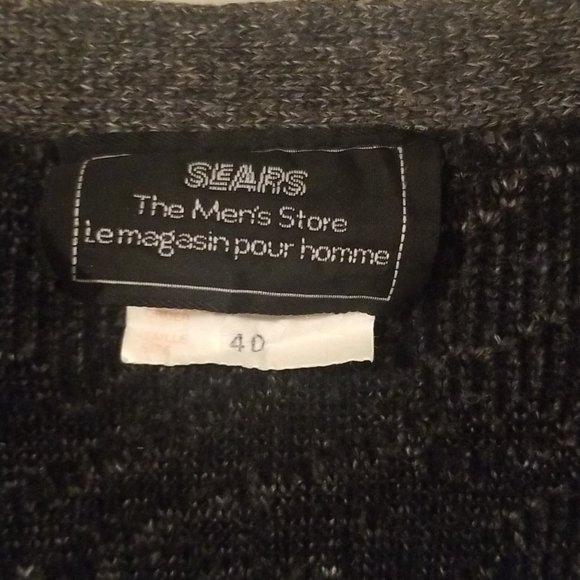 SEARS
The Men's Store
Le magasin pour homme
40